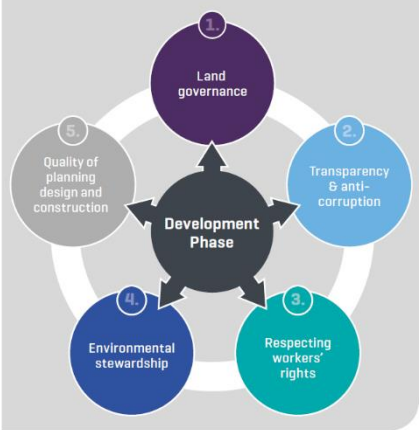 1.
Land
governance
2.
Transparency
& anti-
corruption
3.
Respecting
workers'
rights
4.
Environmental
stewardship
5.
Quality of
planning
design and
construction
Development
Phase